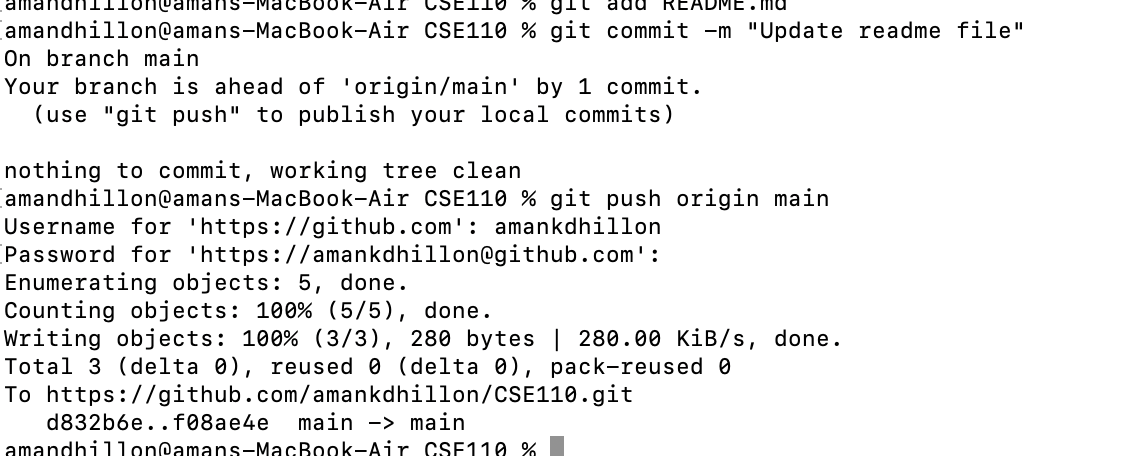 amandhillon@amans-MacBook-Air CSE110 % git add README.md
amandhillon@amans-MacBook-Air CSE110 % git commit -m "Update readme file"
On branch main
Your branch is ahead of 'origin/main' by 1 commit.
  (use "git push" to publish your local commits)

nothing to commit, working tree clean
amandhillon@amans-MacBook-Air CSE110 % git push origin main
Username for 'https://github.com': amankdhillon
Password for 'https://amankdhillon@github.com':
Enumerating objects: 5, done.
Counting objects: 100% (5/5), done.
Writing objects: 100% (3/3), 280 bytes | 280.00 KiB/s, done.
Total 3 (delta 0), reused 0 (delta 0), pack-reused 0
To https://github.com/amankdhillon/CSE110.git
   d832b6e..f08ae4e  main -> main
amandhillon@amans-MacBook-Air CSE110 %